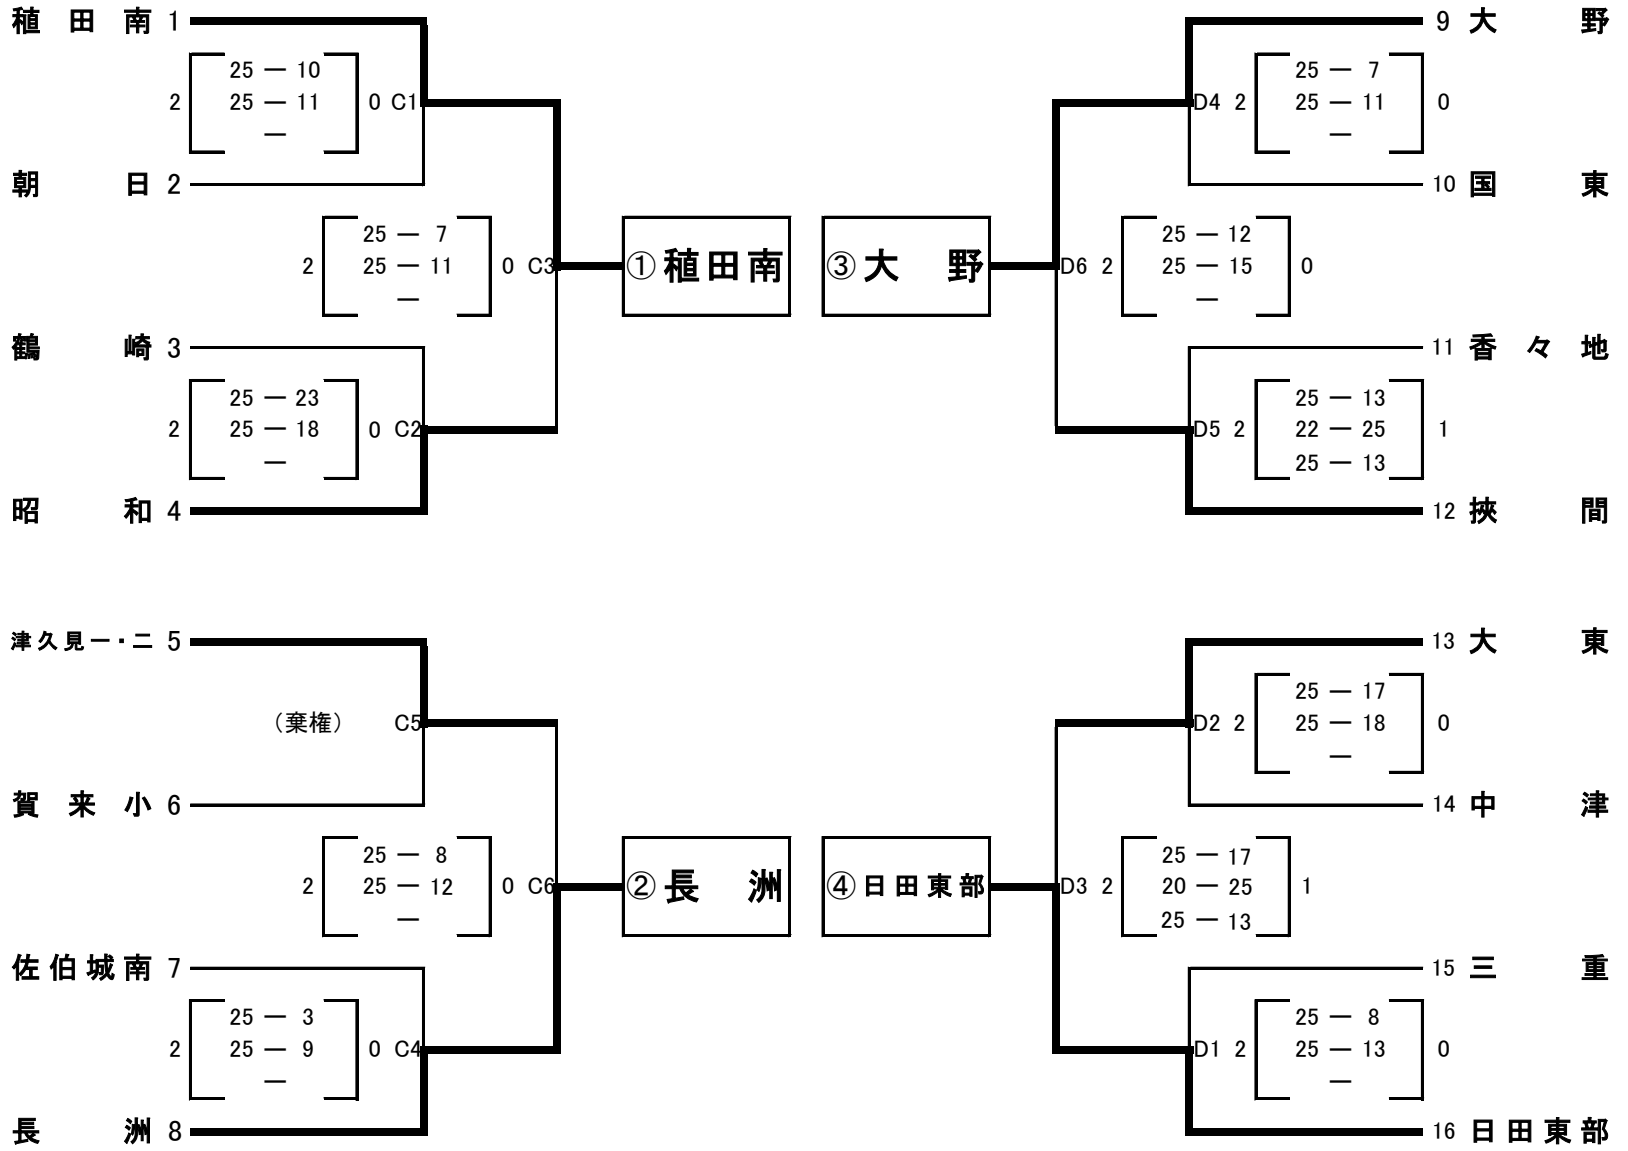 稙田南 1
9 大野
25 — 10
25 — 7
2 25 — 11 0 C1
D4 2 25 — 11 0
—
—
朝日 2
10 国東
25 — 7
25 — 12
2 25 — 11 0 C3
①稙田南
③大野
D6 2 25 — 15 0
—
—
鶴崎 3
11 香々地
25 — 23
25 — 13
2 25 — 18 0 C2
D5 2 22 — 25 1
—
25 — 13
昭和 4
12 挾間
津久見一・二 5
13 大東
25 — 17
（棄権） C5
D2 2 25 — 18 0
—
賀来小 6
14 中津
25 — 8
25 — 17
2 25 — 12 0 C6
②長洲
④日田東部
D3 2 20 — 25 1
—
25 — 13
佐伯城南 7
15 三重
25 — 3
25 — 8
2 25 — 9 0 C4
D1 2 25 — 13 0
—
—
長洲 8
16 日田東部